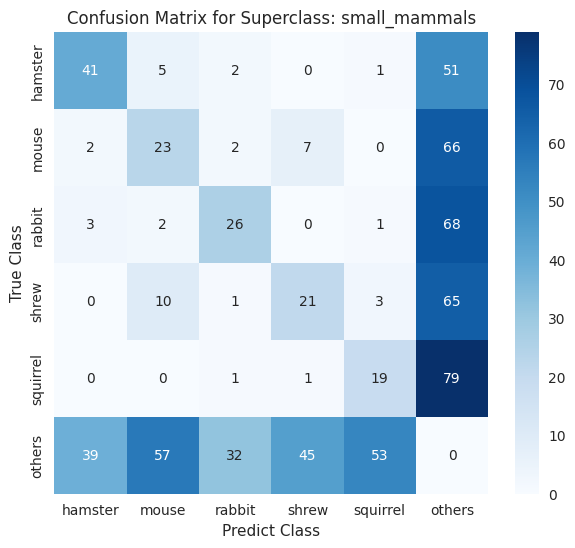 Confusion Matrix for Superclass: small_mammals
True Class
hamster 41 5 2 0 1 51
mouse 2 23 2 7 0 66
rabbit 3 2 26 0 1 68
shrew 0 10 1 21 3 65
squirrel 0 0 1 1 19 79
others 39 57 32 45 53 0
hamster mouse rabbit shrew squirrel others
Predict Class
70
60
50
40
30
20
10
0